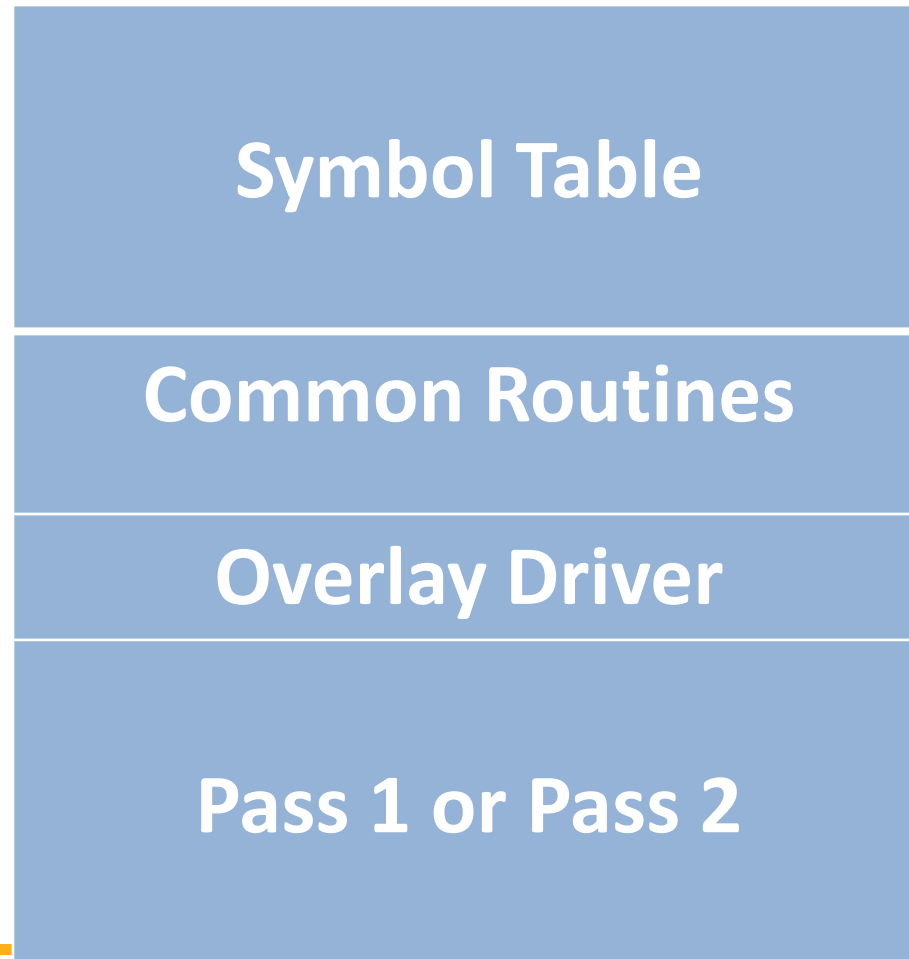 Symbol Table
Common Routines
Overlay Driver
Pass 1 or Pass 2